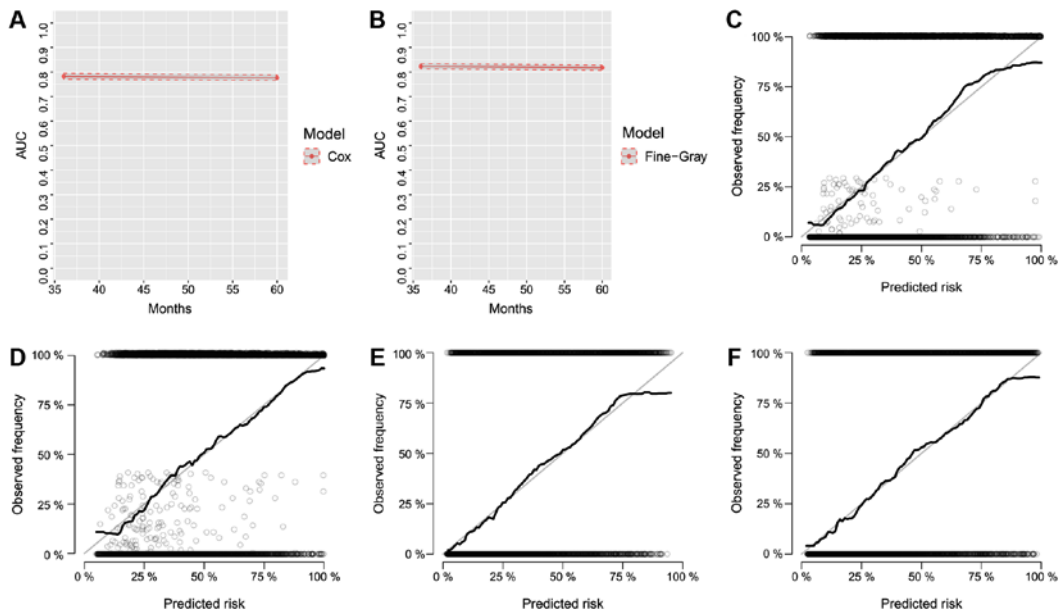 A
AUC
0.0 0.1 0.2 0.3 0.4 0.5 0.6 0.7 0.8 0.9 1.0
35 40 45 50 55 60
Months
Model
Cox
B
AUC
0.0 0.1 0.2 0.3 0.4 0.5 0.6 0.7 0.8 0.9 1.0
35 40 45 50 55 60
Months
Model
Fine-Gray
C
Observed frequency
100 %
75 %
50 %
25 %
0 %
0 % 25 % 50 % 75 % 100 %
Predicted risk
D
Observed frequency
100 %
75 %
50 %
25 %
0 %
0 % 25 % 50 % 75 % 100 %
Predicted risk
E
Observed frequency
100 %
75 %
50 %
25 %
0 %
0 % 25 % 50 % 75 % 100 %
Predicted risk
F
Observed frequency
100 %
75 %
50 %
25 %
0 %
0 % 25 % 50 % 75 % 100 %
Predicted risk